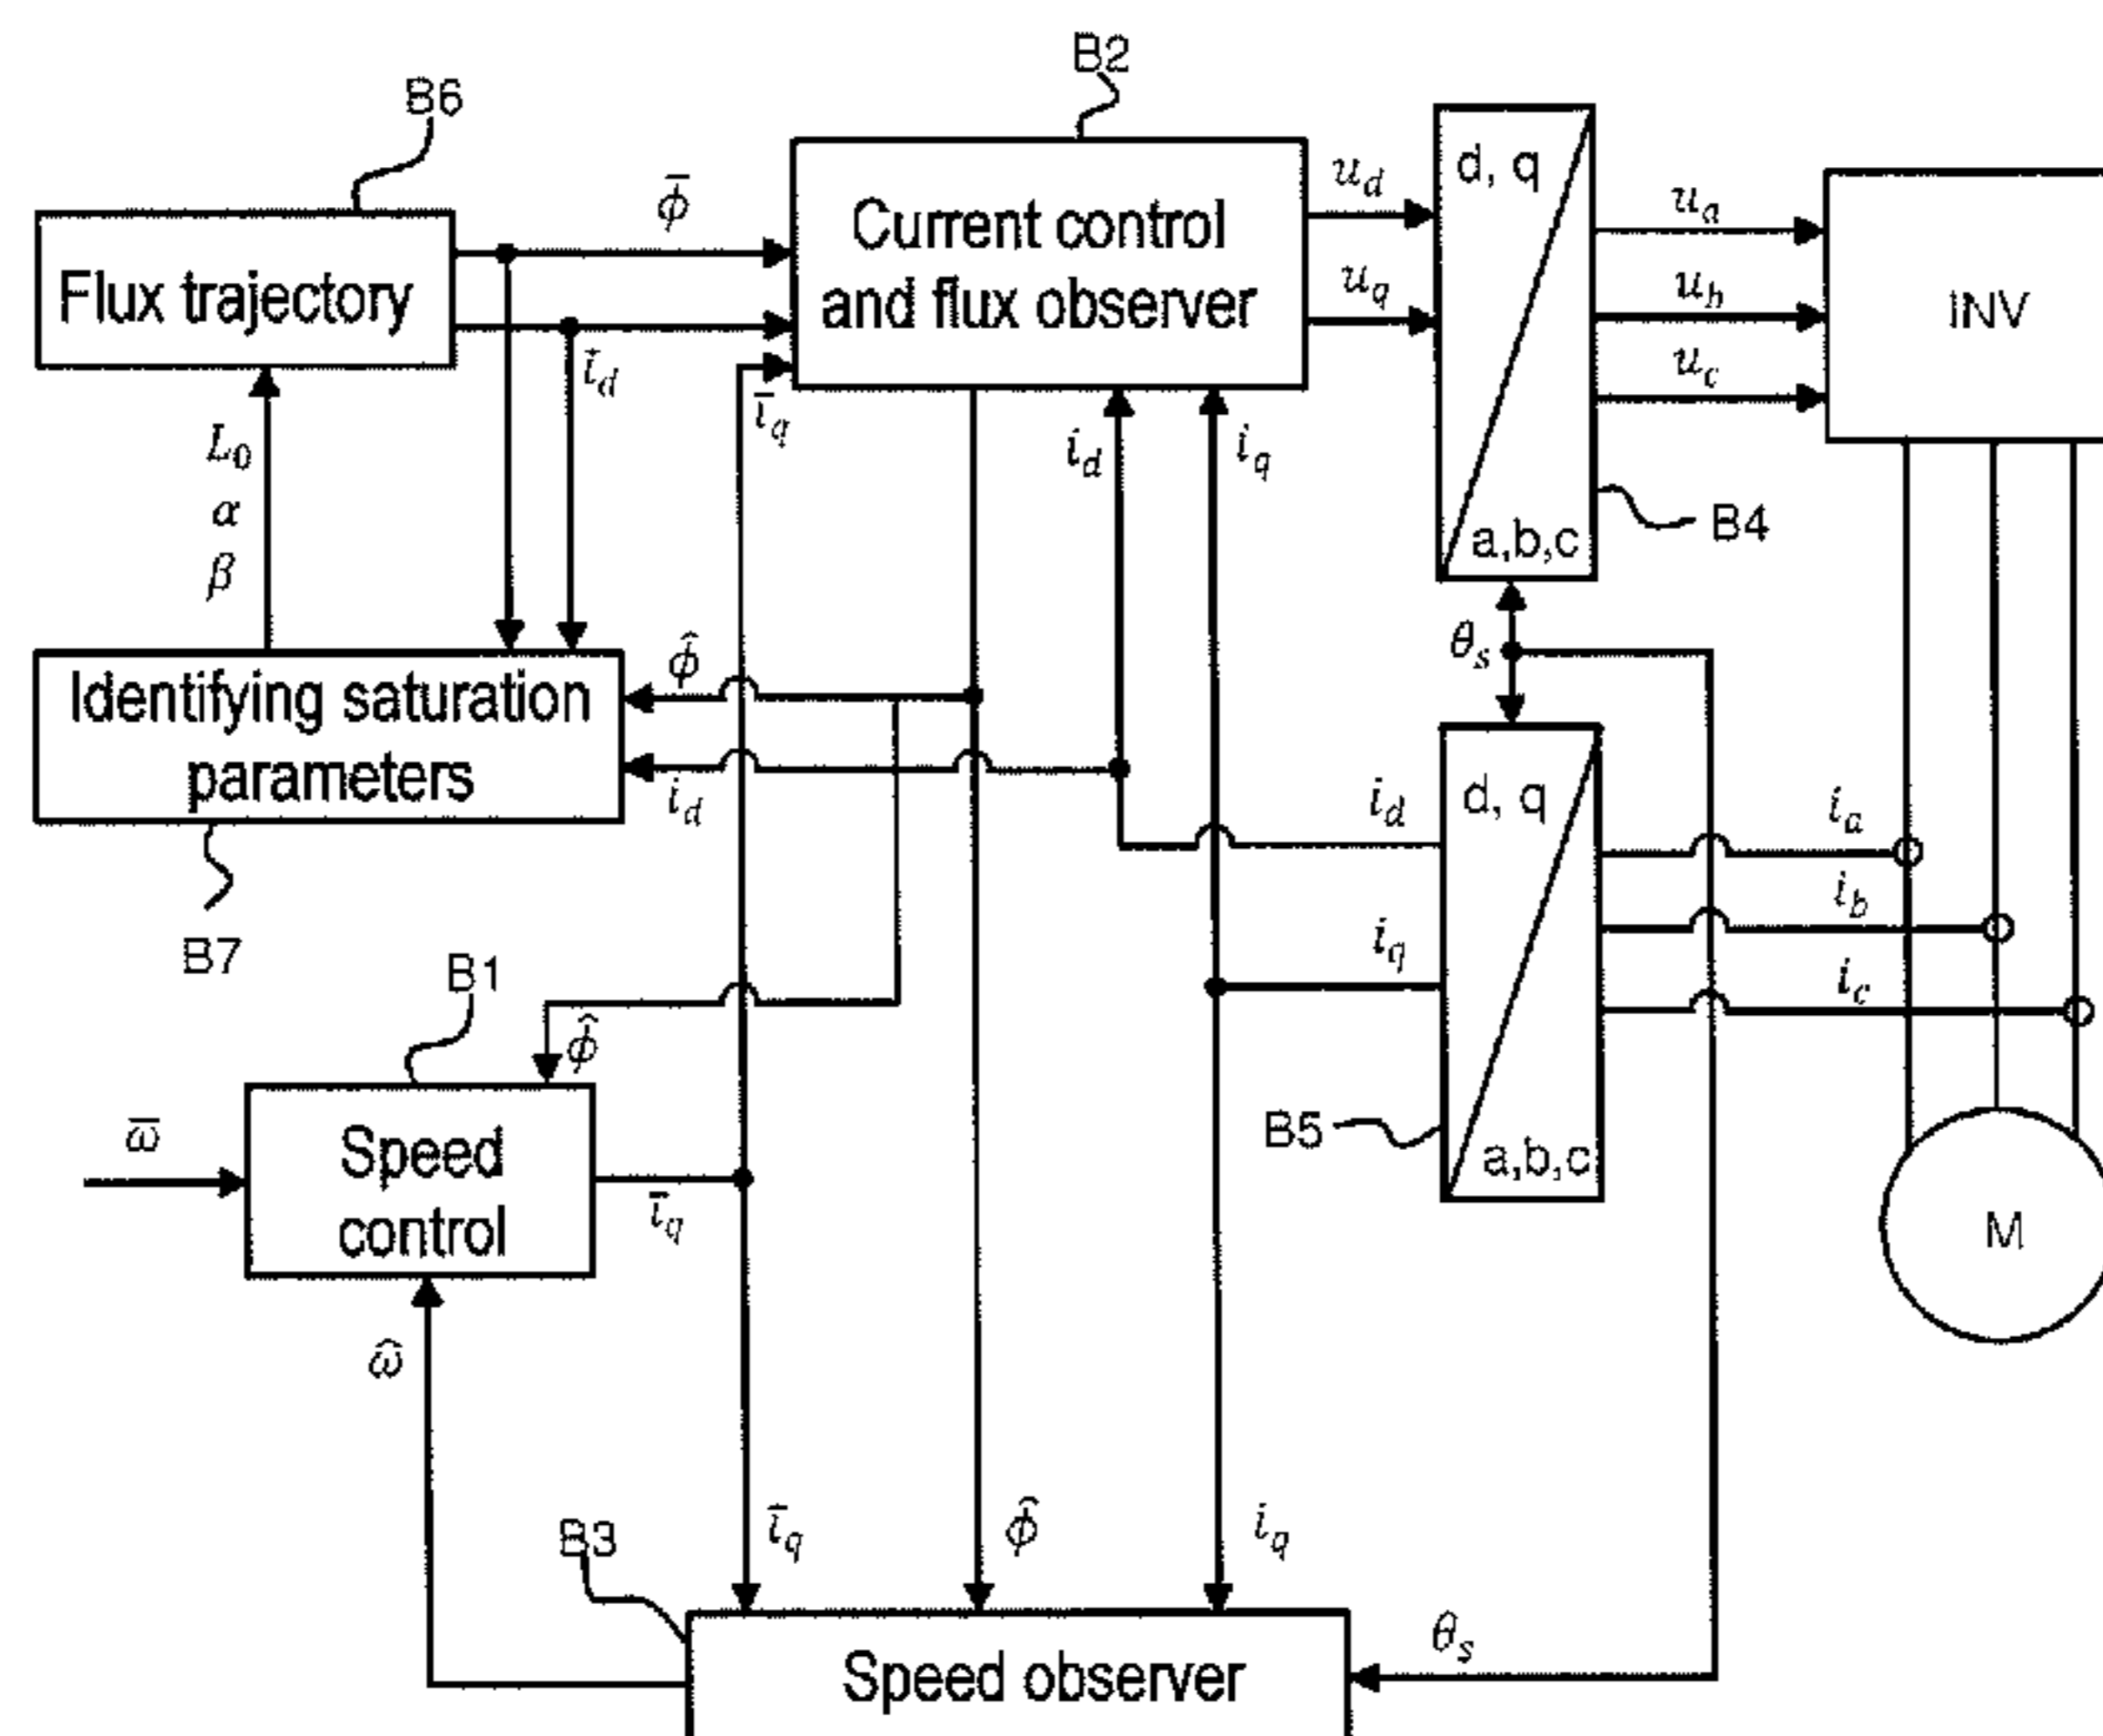 B6
B2
Flux trajectory
ϕ̄
ī_d
Current control
and flux observer
u_d
u_q
d, q
a,b,c
B4
u_a
u_b
u_c
INV
L₀
α
β
ī_q
i_d
i_q
θ_s
Identifying saturation
parameters
B7
ϕ̂
i_d
i_d
i_q
d, q
a,b,c
B5
i_a
i_b
i_c
M
B1
ϕ̂
ω̄
Speed
control
ī_q
ω̂
B3
ī_q
ϕ̂
i_q
θ_s
Speed observer